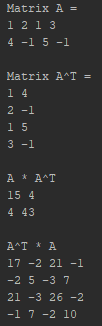 Matrix A =
1 2 1 3
4 -1 5 -1
Matrix A^T =
1 4
2 -1
1 5
3 -1
A * A^T
15 4
4 43
A^T * A
17 -2 21 -1
-2 5 -3 7
21 -3 26 -2
-1 7 -2 10